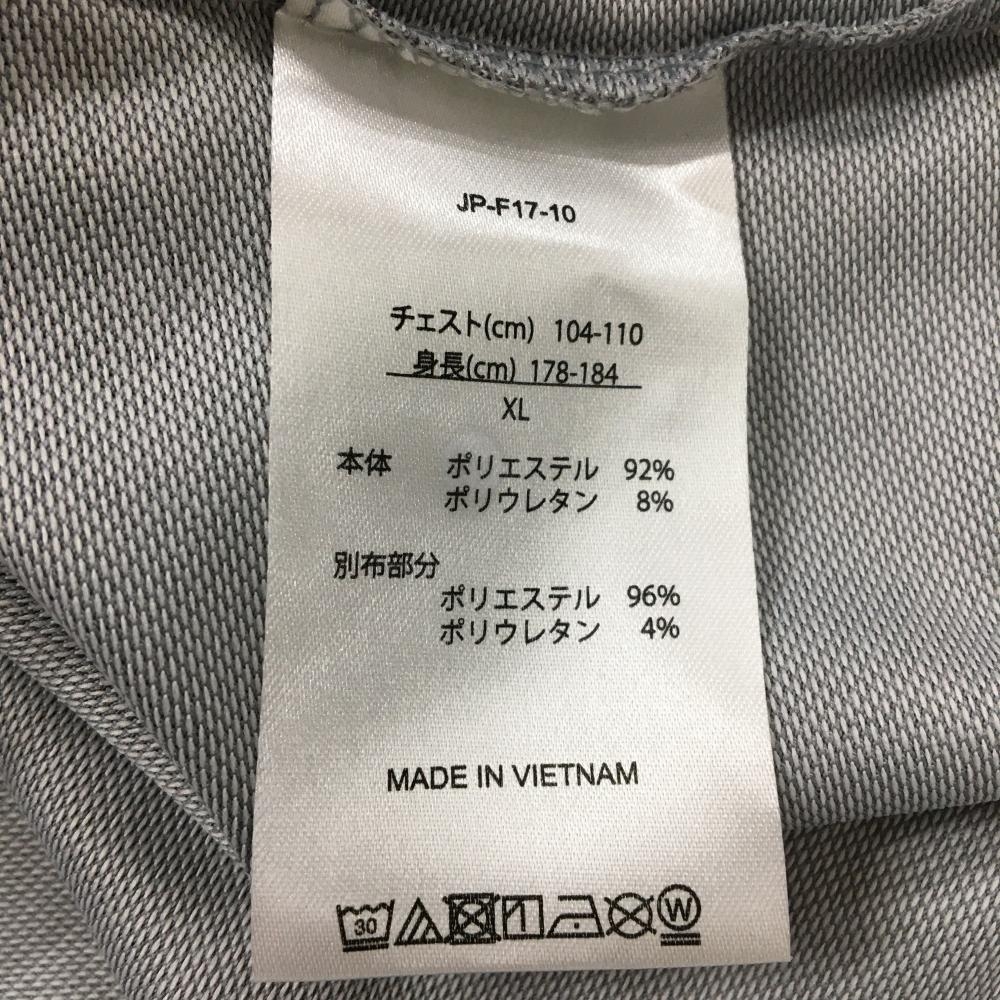 JP-F17-10
チェスト(cm) 104-110
身長(cm) 178-184
XL
本体 ポリエステル 92%
ポリウレタン 8%
別布部分
ポリエステル 96%
ポリウレタン 4%
MADE IN VIETNAM
30 W